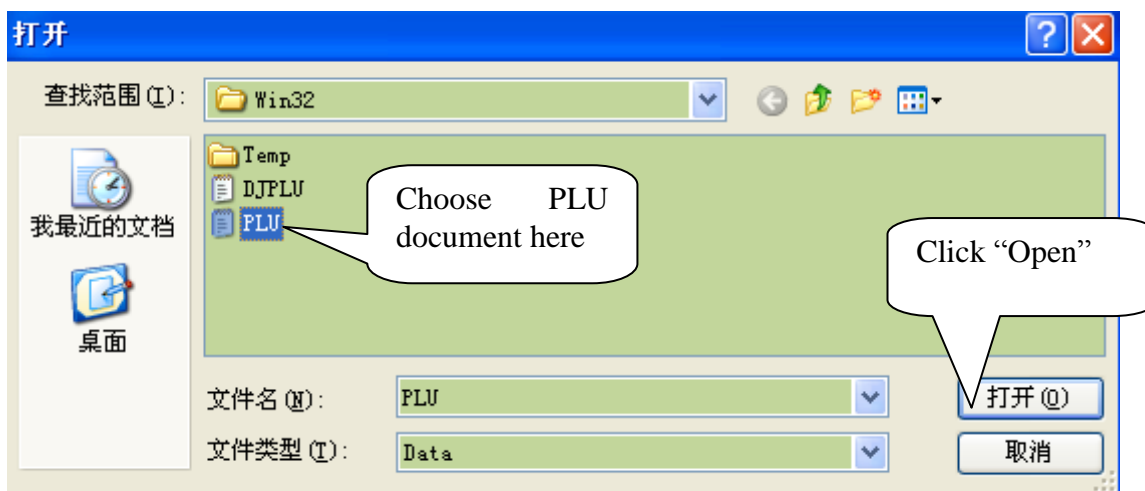 打开
查找范围(I):
Win32
Temp
DJPLU
PLU
我最近的文档
桌面
Choose PLU
document here
Click “Open”
文件名(N):
PLU
打开(O)
文件类型(T):
Data
取消